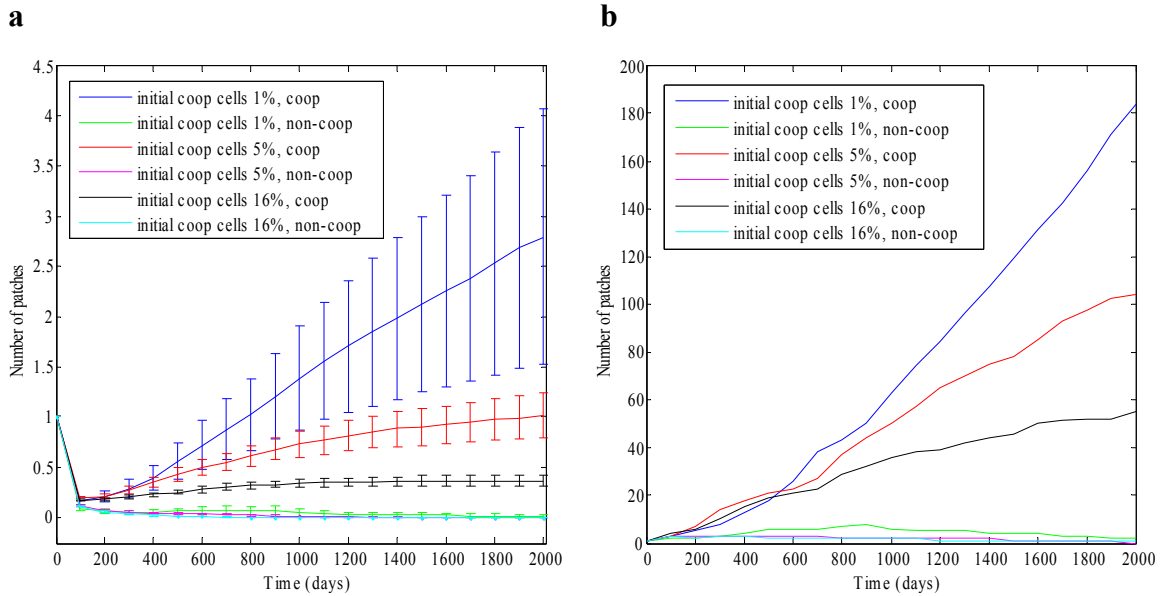 a
4.5
4
3.5
3
2.5
2
1.5
1
0.5
0
Number of patches
initial coop cells 1%, coop
initial coop cells 1%, non-coop
initial coop cells 5%, coop
initial coop cells 5%, non-coop
initial coop cells 16%, coop
initial coop cells 16%, non-coop
0 200 400 600 800 1000 1200 1400 1600 1800 2000
Time (days)
b
200
180
160
140
120
100
80
60
40
20
0
Number of patches
initial coop cells 1%, coop
initial coop cells 1%, non-coop
initial coop cells 5%, coop
initial coop cells 5%, non-coop
initial coop cells 16%, coop
initial coop cells 16%, non-coop
0 200 400 600 800 1000 1200 1400 1600 1800 2000
Time (days)